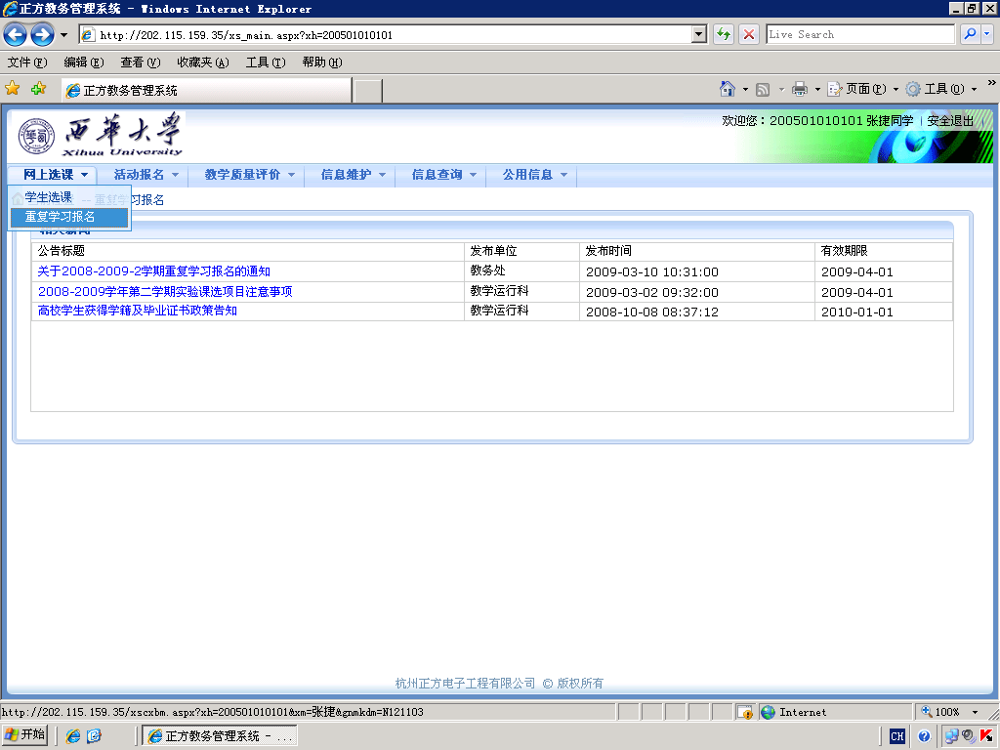 正方教务管理系统 - Windows Internet Explorer
http://202.115.159.35/xs_main.aspx?xh=200501010101
Live Search
文件(F) 编辑(E) 查看(V) 收藏夹(A) 工具(T) 帮助(H)
正方教务管理系统
页面(P) 工具(O) »
西华大学
Xihua University
欢迎您：200501010101 张捷同学 | 安全退出
网上选课 活动报名 教学质量评价 信息维护 信息查询 公用信息
学生选课
-- 重复学习报名
重复学习报名
相关新闻
公告标题 发布单位 发布时间 有效期限
关于2008-2009-2学期重复学习报名的通知 教务处 2009-03-10 10:31:00 2009-04-01
2008-2009学年第二学期实验课选项目注意事项 教学运行科 2009-03-02 09:32:00 2009-04-01
高校学生获得学籍及毕业证书政策告知 教学运行科 2008-10-08 08:37:12 2010-01-01
杭州正方电子工程有限公司 © 版权所有
http://202.115.159.35/xscxbm.aspx?xh=200501010101&xm=张捷&gnmkdm=N121103
Internet
100%
开始
正方教务管理系统 - ...
CH